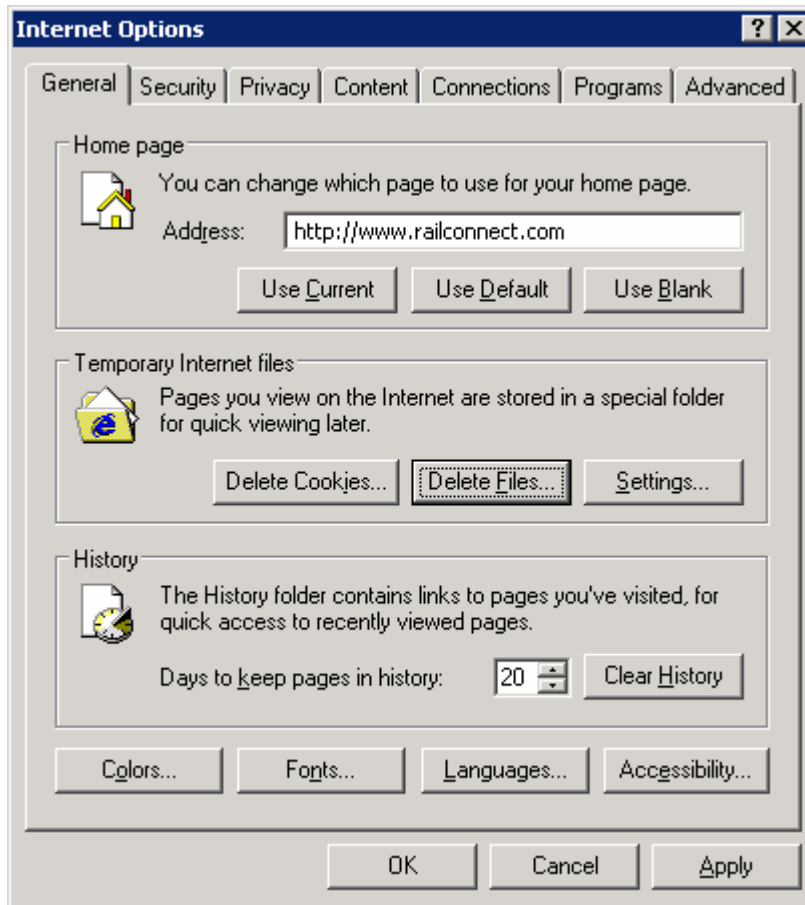 Internet Options
General Security Privacy Content Connections Programs Advanced
Home page
You can change which page to use for your home page.
Address: http://www.railconnect.com
Use Current Use Default Use Blank
Temporary Internet files
Pages you view on the Internet are stored in a special folder
for quick viewing later.
Delete Cookies... Delete Files... Settings...
History
The History folder contains links to pages you've visited, for
quick access to recently viewed pages.
Days to keep pages in history: 20 Clear History
Colors... Fonts... Languages... Accessibility...
OK Cancel Apply